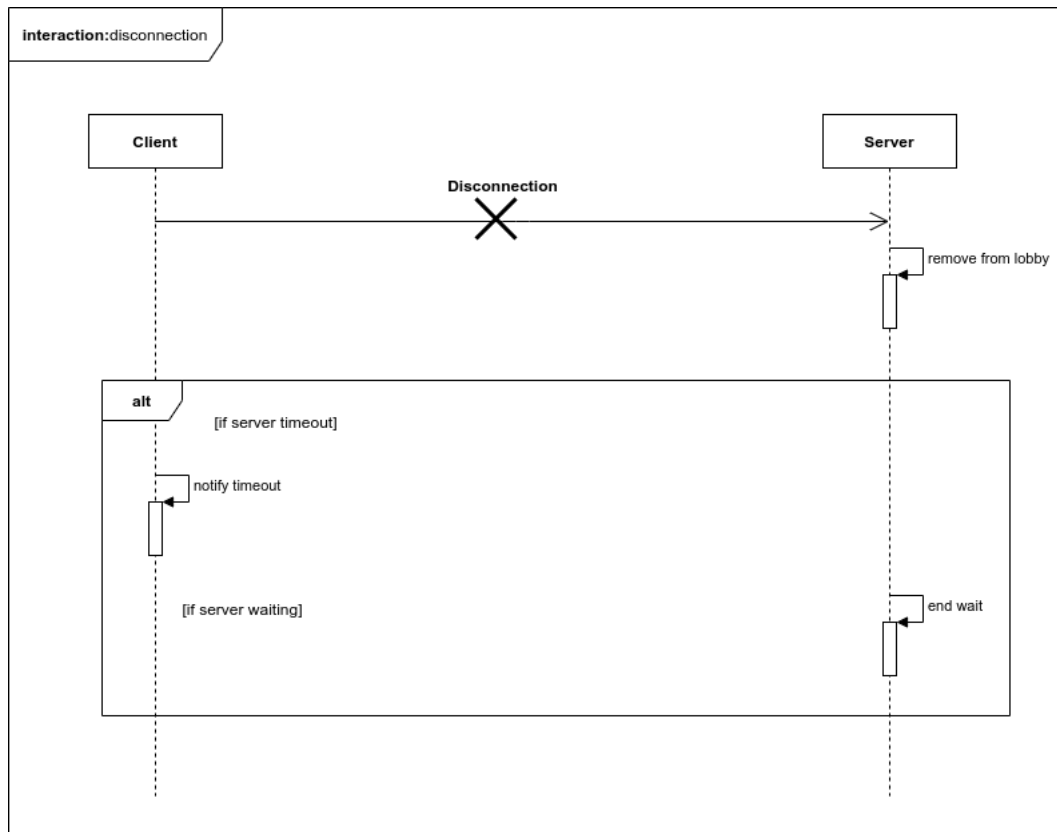 interaction:disconnection
Client
Server
Disconnection
remove from lobby
alt
[if server timeout]
notify timeout
[if server waiting]
end wait